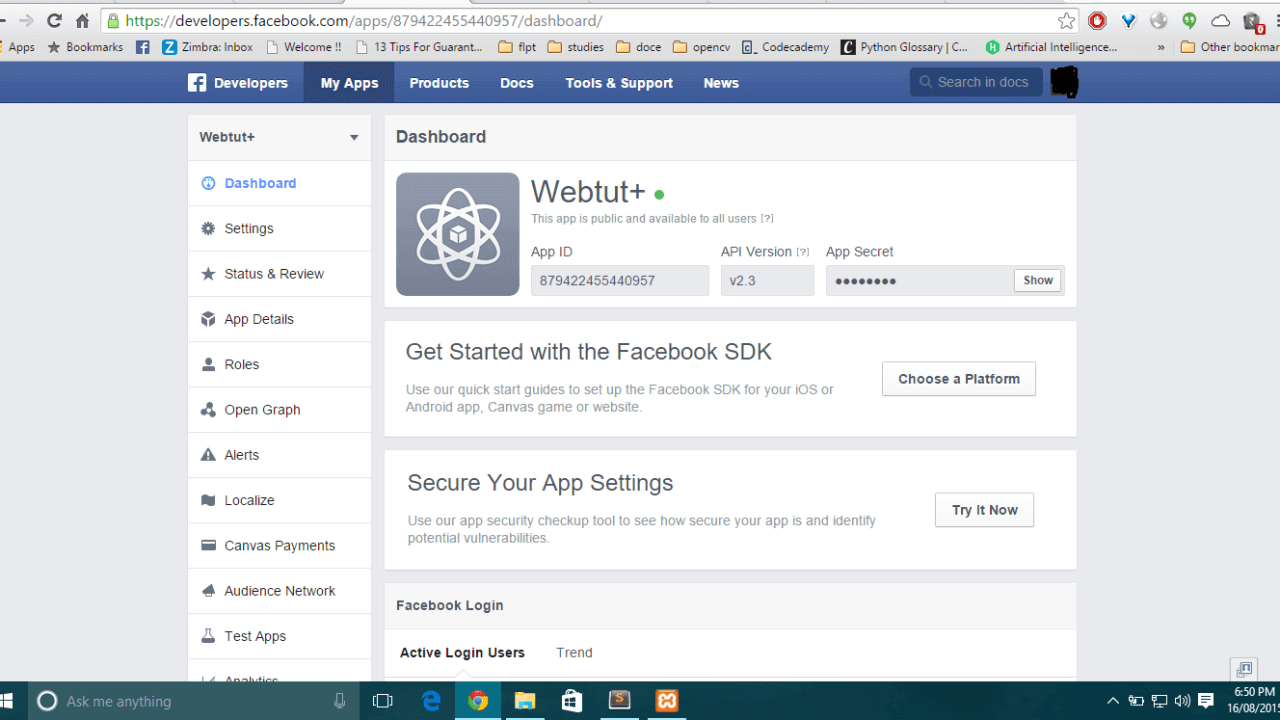 https://developers.facebook.com/apps/879422455440957/dashboard/
Apps Bookmarks Zimbra: Inbox Welcome !! 13 Tips For Guarant... flpt studies doce opencv Codecademy Python Glossary | C... Artificial Intelligence... » Other bookmar
Developers My Apps Products Docs Tools & Support News Search in docs
Webtut+
Dashboard
Settings
Status & Review
App Details
Roles
Open Graph
Alerts
Localize
Canvas Payments
Audience Network
Test Apps
Analytics
Dashboard
Webtut+
This app is public and available to all users [?]
App ID API Version [?] App Secret
879422455440957 v2.3 ●●●●●●●● Show
Get Started with the Facebook SDK
Use our quick start guides to set up the Facebook SDK for your iOS or
Android app, Canvas game or website.
Choose a Platform
Secure Your App Settings
Use our app security checkup tool to see how secure your app is and identify
potential vulnerabilities.
Try It Now
Facebook Login
Active Login Users Trend
Ask me anything
6:50 PM
16/08/2015